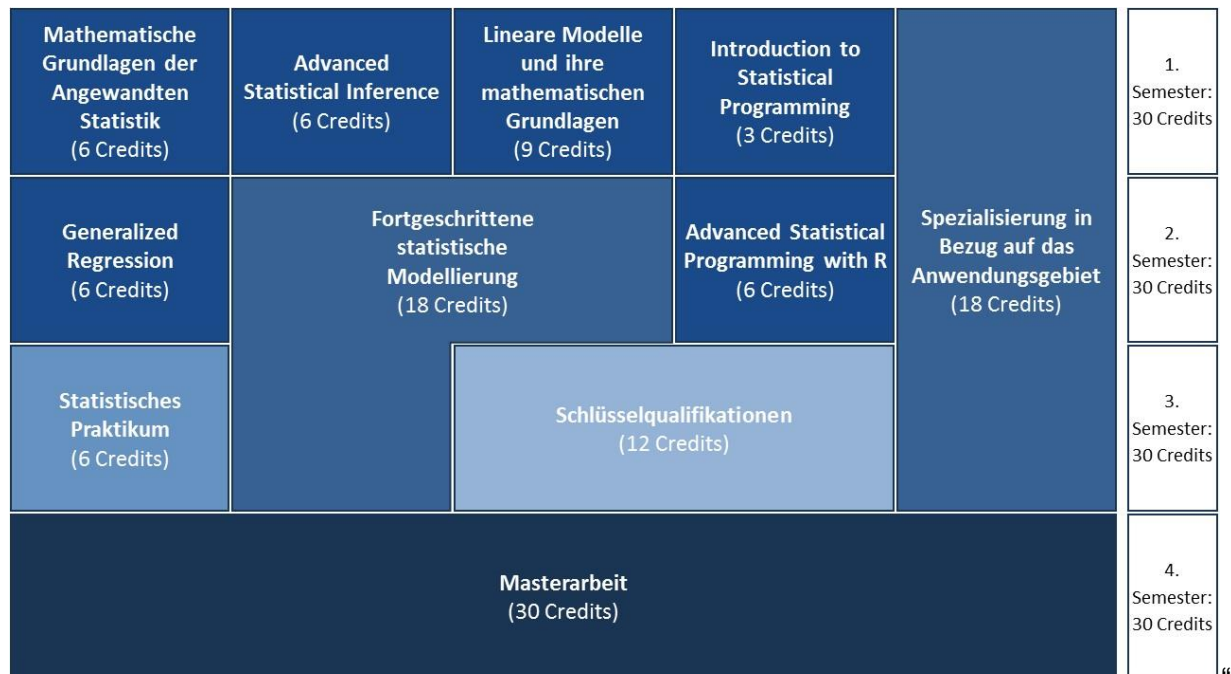 Mathematische
Grundlagen der
Angewandten
Statistik
(6 Credits)
Advanced
Statistical Inference
(6 Credits)
Lineare Modelle
und ihre
mathematischen
Grundlagen
(9 Credits)
Introduction to
Statistical
Programming
(3 Credits)
1.
Semester:
30 Credits
Generalized
Regression
(6 Credits)
Fortgeschrittene
statistische
Modellierung
(18 Credits)
Advanced Statistical
Programming with R
(6 Credits)
Spezialisierung in
Bezug auf das
Anwendungsgebiet
(18 Credits)
2.
Semester:
30 Credits
Statistisches
Praktikum
(6 Credits)
Schlüsselqualifikationen
(12 Credits)
3.
Semester:
30 Credits
Masterarbeit
(30 Credits)
4.
Semester:
30 Credits
“